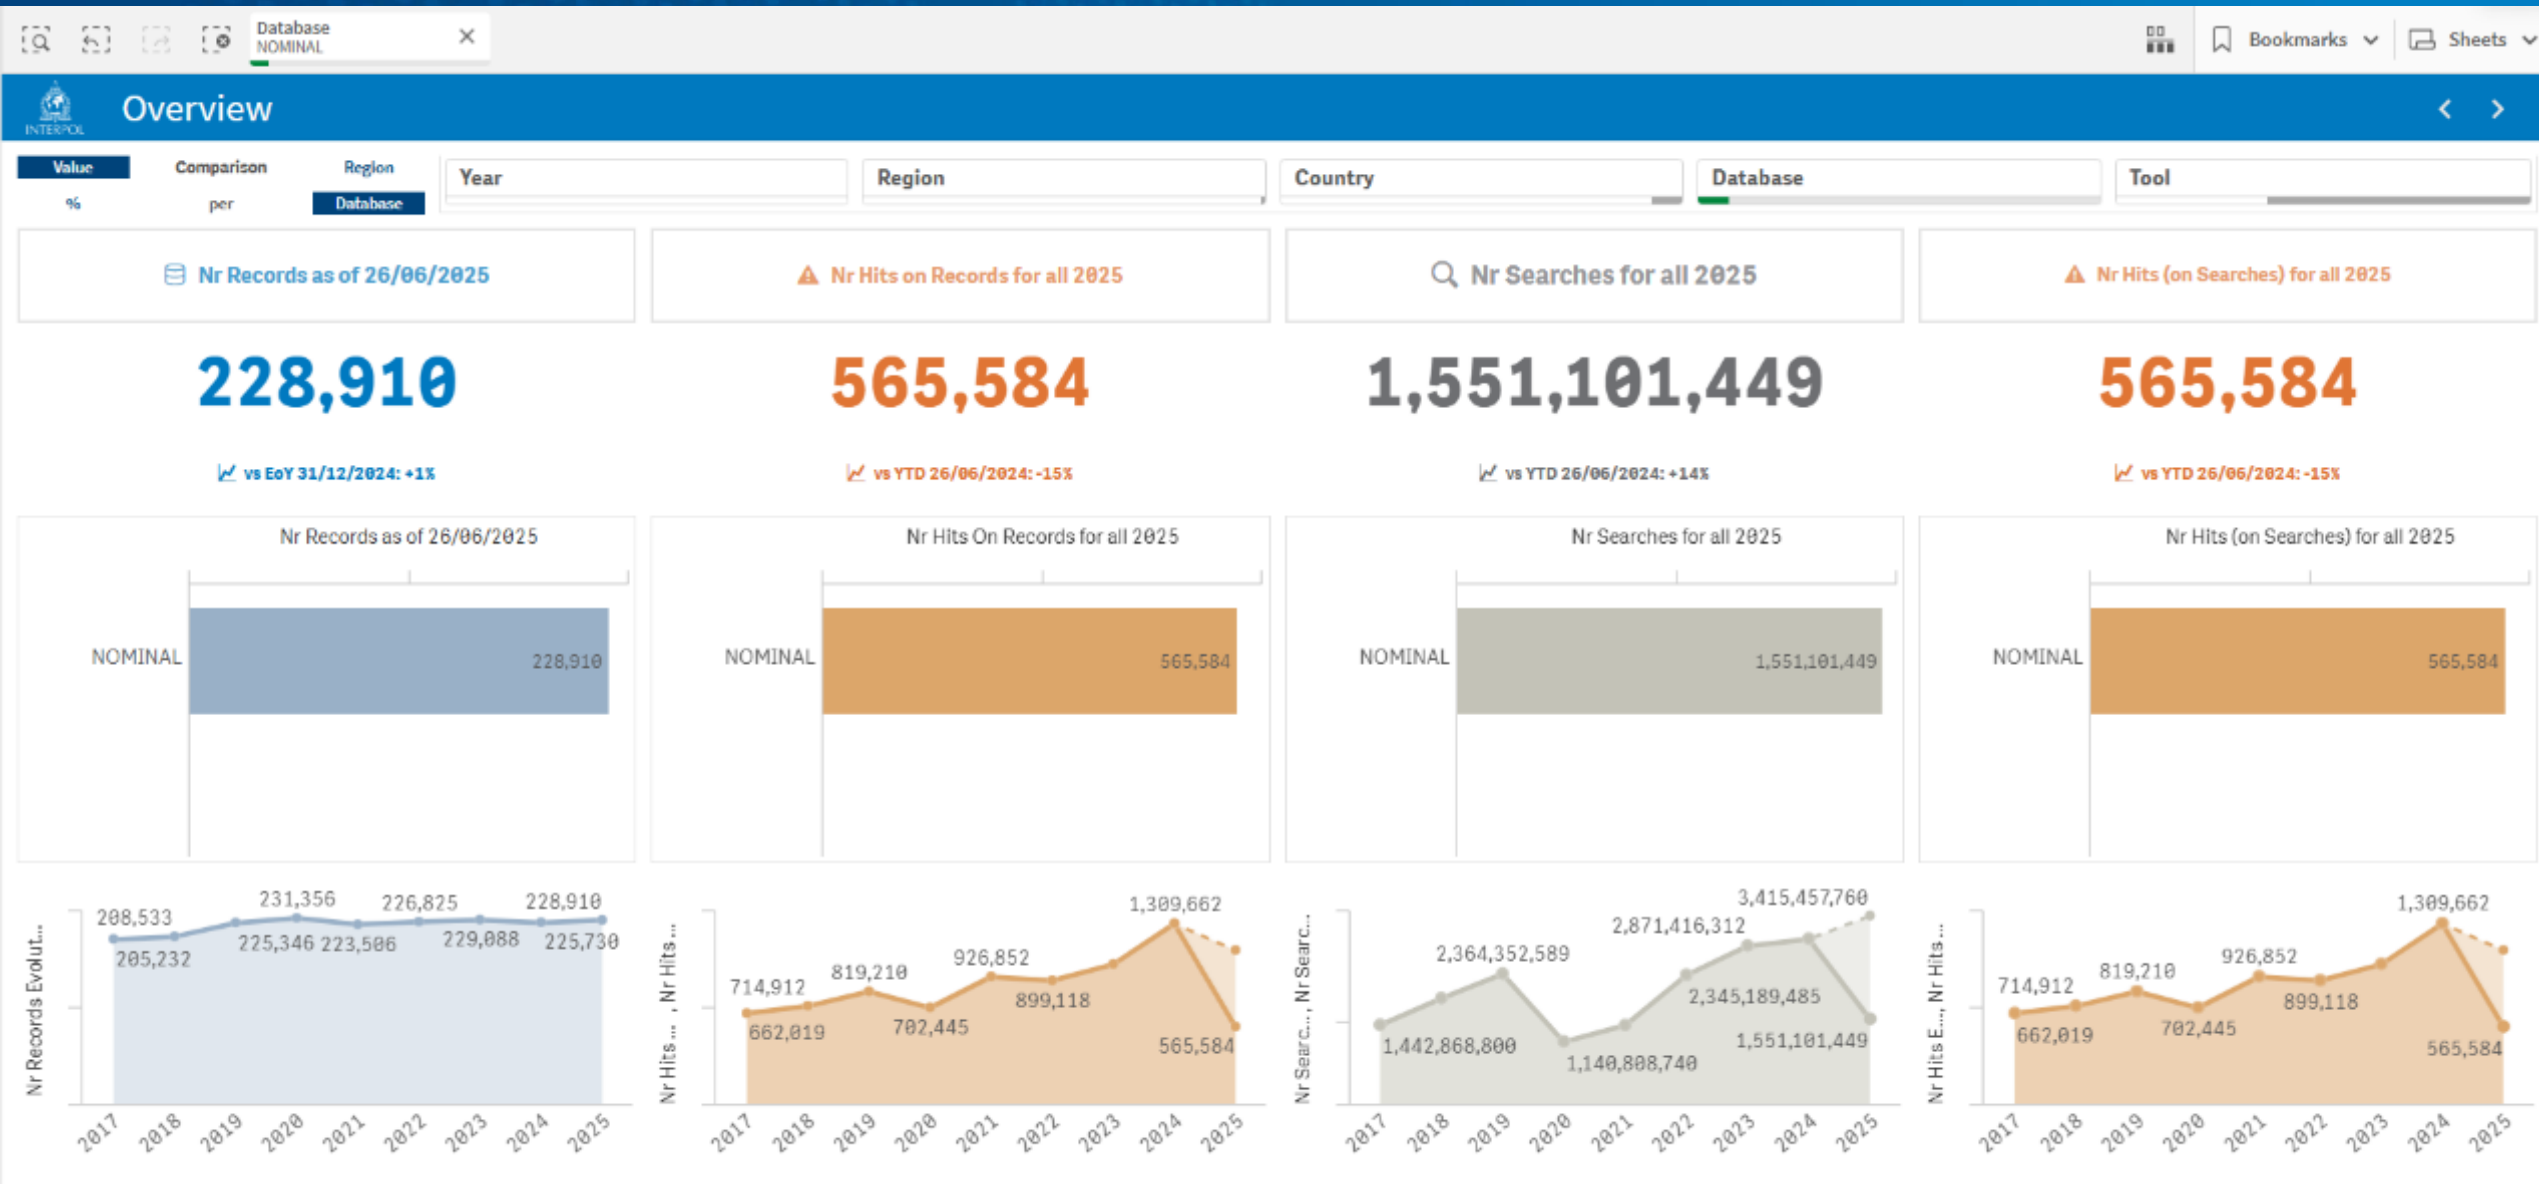 Database
NOMINAL
Bookmarks
Sheets
INTERPOL
Overview
Value
Comparison
Region
%
per
Database
Year
Region
Country
Database
Tool
Nr Records as of 26/06/2025
Nr Hits on Records for all 2025
Nr Searches for all 2025
Nr Hits (on Searches) for all 2025
228,910
565,584
1,551,101,449
565,584
vs EoY 31/12/2024: +1%
vs YTD 26/06/2024: -15%
vs YTD 26/06/2024: +14%
vs YTD 26/06/2024: -15%
Nr Records as of 26/06/2025
NOMINAL
228,910
Nr Hits On Records for all 2025
NOMINAL
565,584
Nr Searches for all 2025
NOMINAL
1,551,101,449
Nr Hits (on Searches) for all 2025
NOMINAL
565,584
Nr Records Evolut...
208,533
205,232
225,346
231,356
223,506
226,825
229,088
225,730
228,910
2017 2018 2019 2020 2021 2022 2023 2024 2025
Nr Hits ... , Nr Hits ...
714,912
662,019
819,210
702,445
926,852
899,118
1,309,662
565,584
2017 2018 2019 2020 2021 2022 2023 2024 2025
Nr Searc..., Nr Searc...
1,442,868,800
2,364,352,589
1,140,808,740
2,345,189,485
2,871,416,312
3,415,457,760
1,551,101,449
2017 2018 2019 2020 2021 2022 2023 2024 2025
Nr Hits E..., Nr Hits ...
714,912
662,019
819,210
702,445
926,852
899,118
1,309,662
565,584
2017 2018 2019 2020 2021 2022 2023 2024 2025